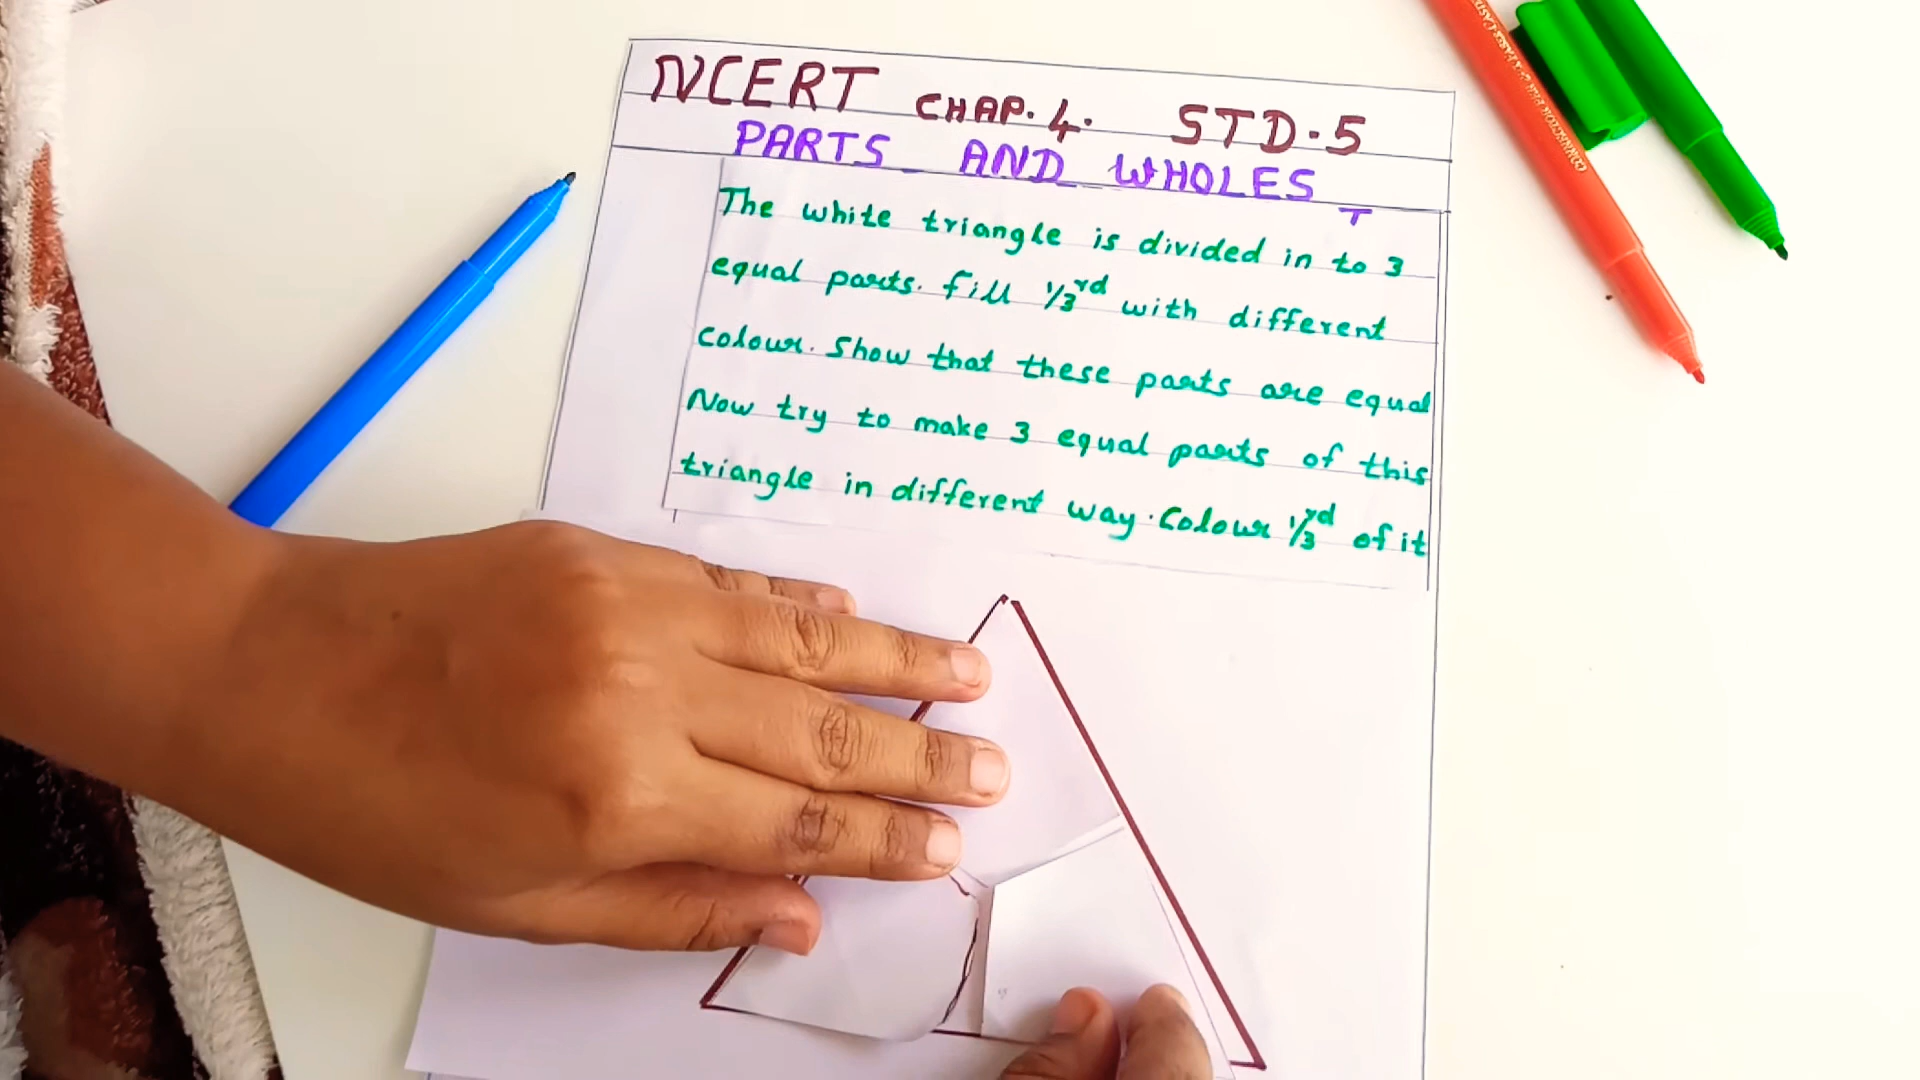 NCERT CHAP.4. STD.5
PARTS AND WHOLES
T
The white triangle is divided in to 3
equal parts. fill 1/3rd with different
colour. Show that these parts are equal
Now try to make 3 equal parts of this
triangle in different way. Colour 1/3rd of it